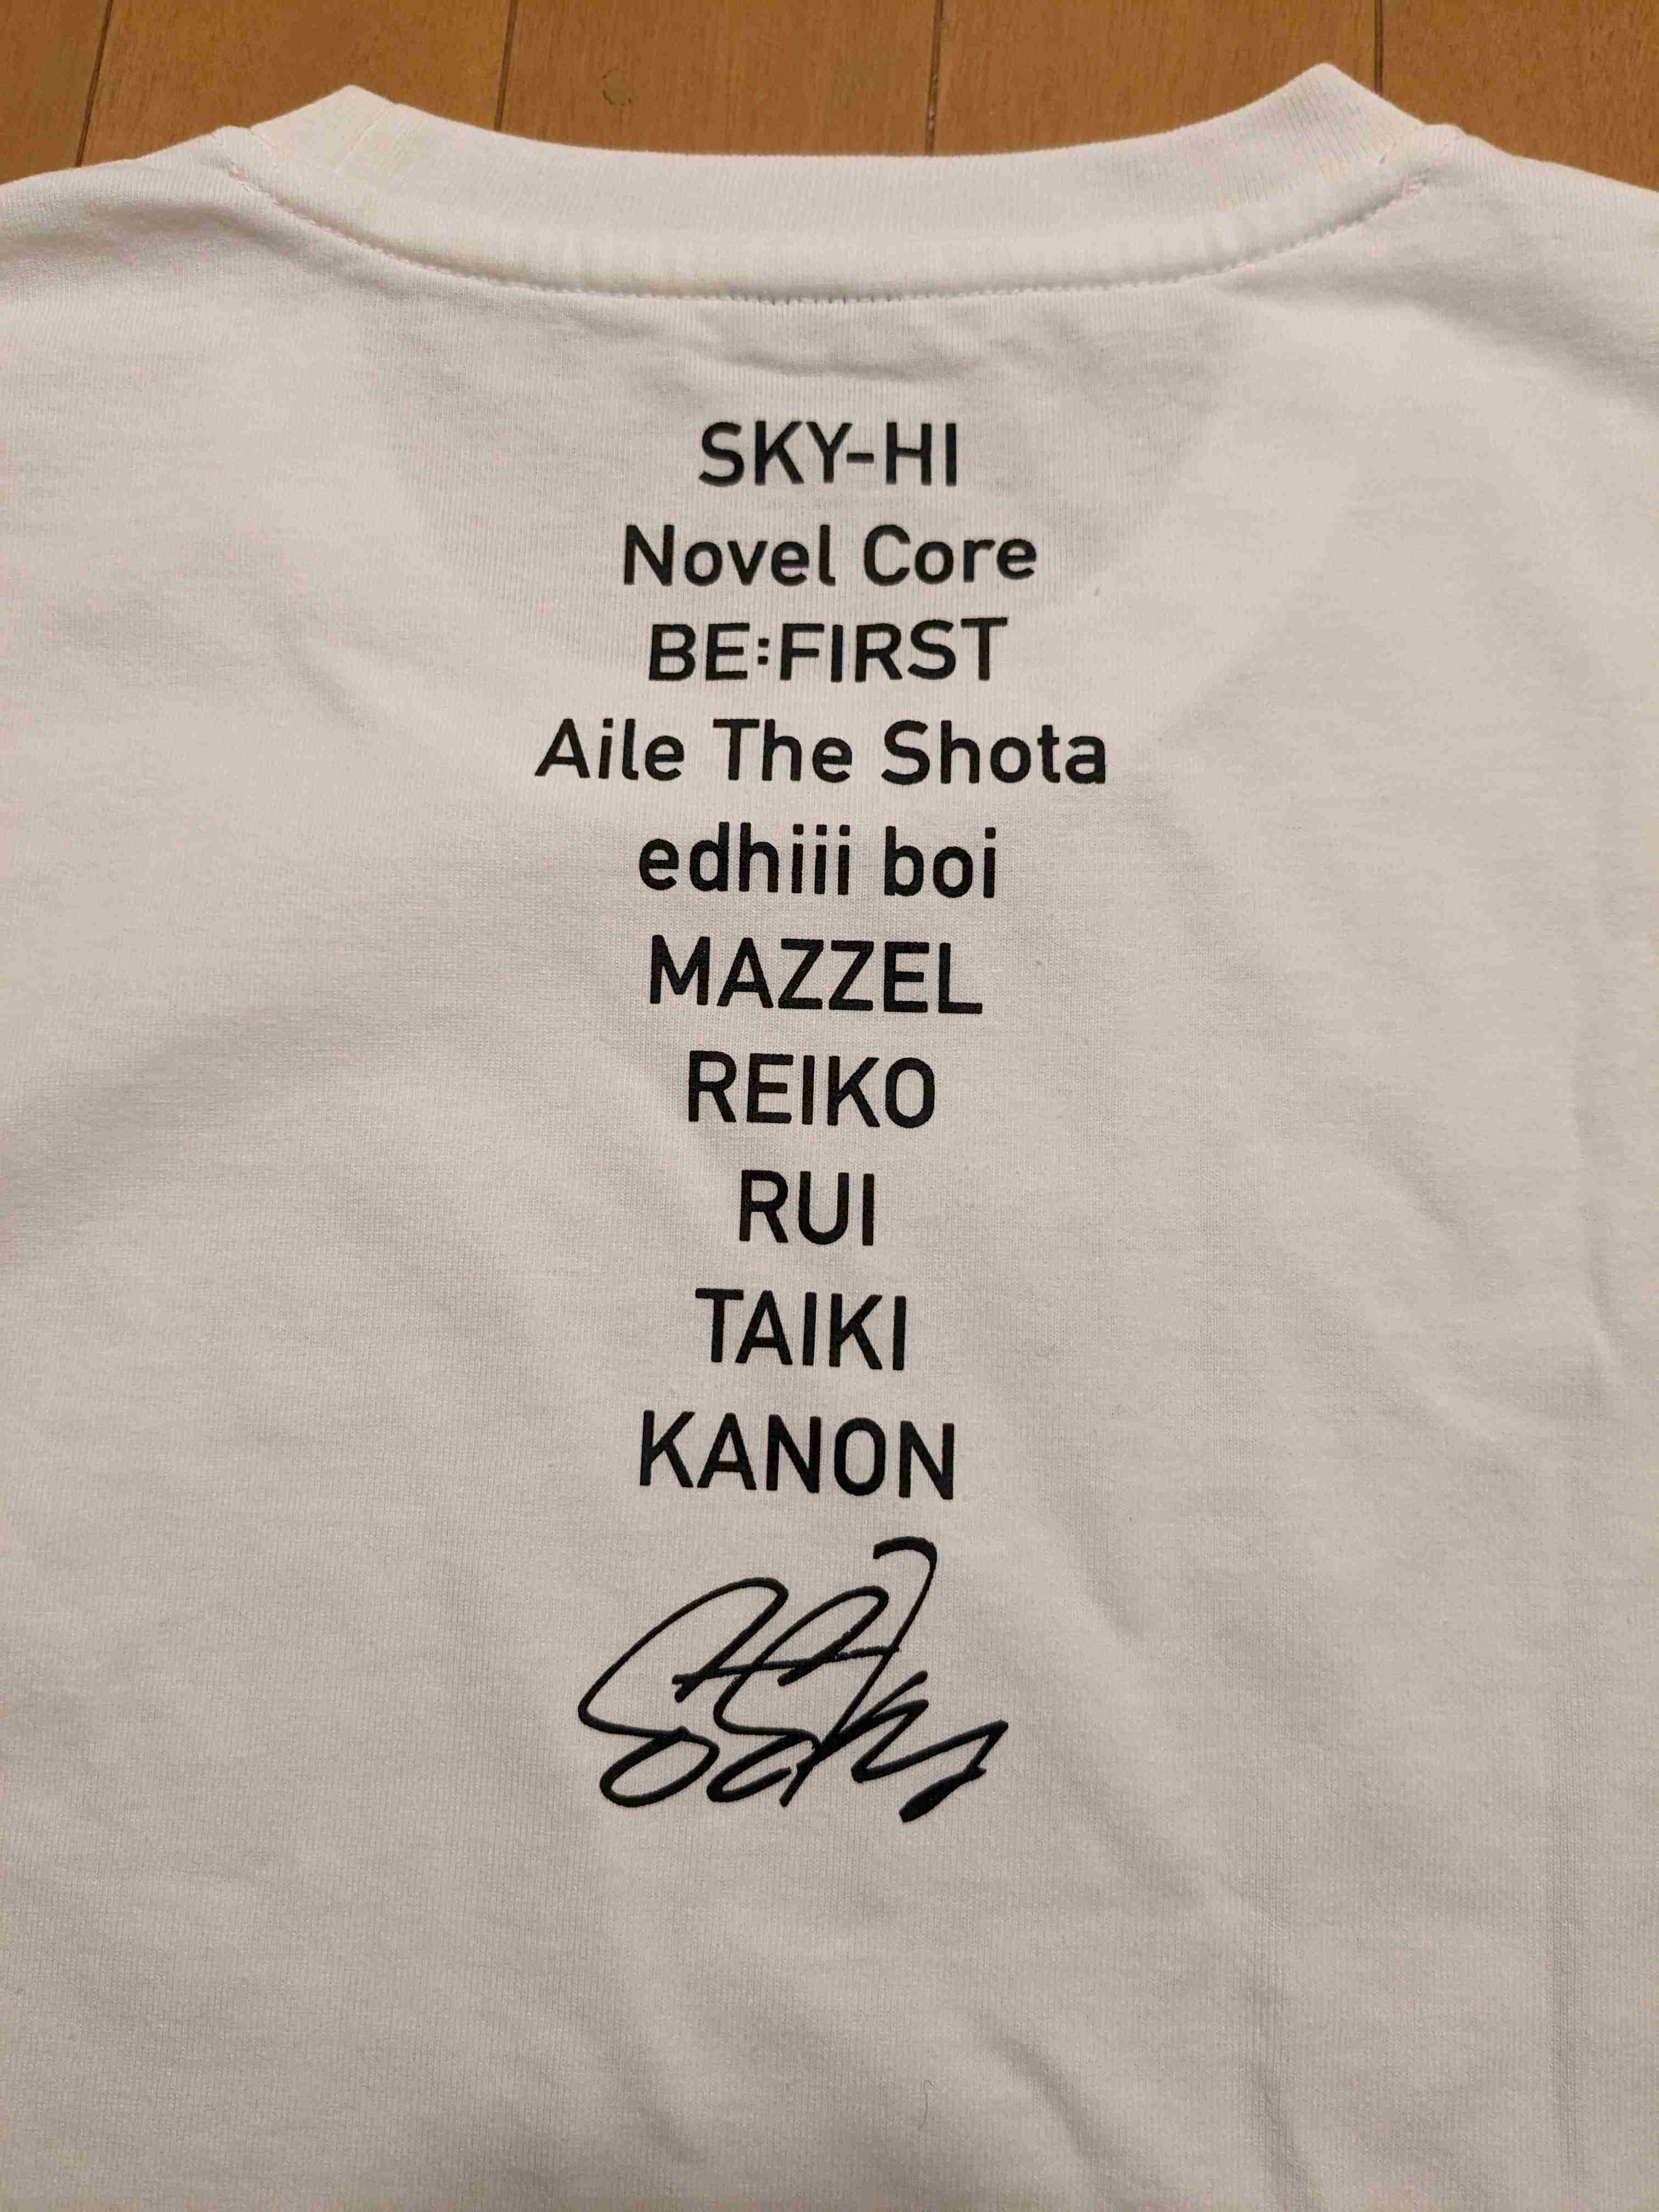 SKY-HI
Novel Core
BE:FIRST
Aile The Shota
edhiii boi
MAZZEL
REIKO
RUI
TAIKI
KANON